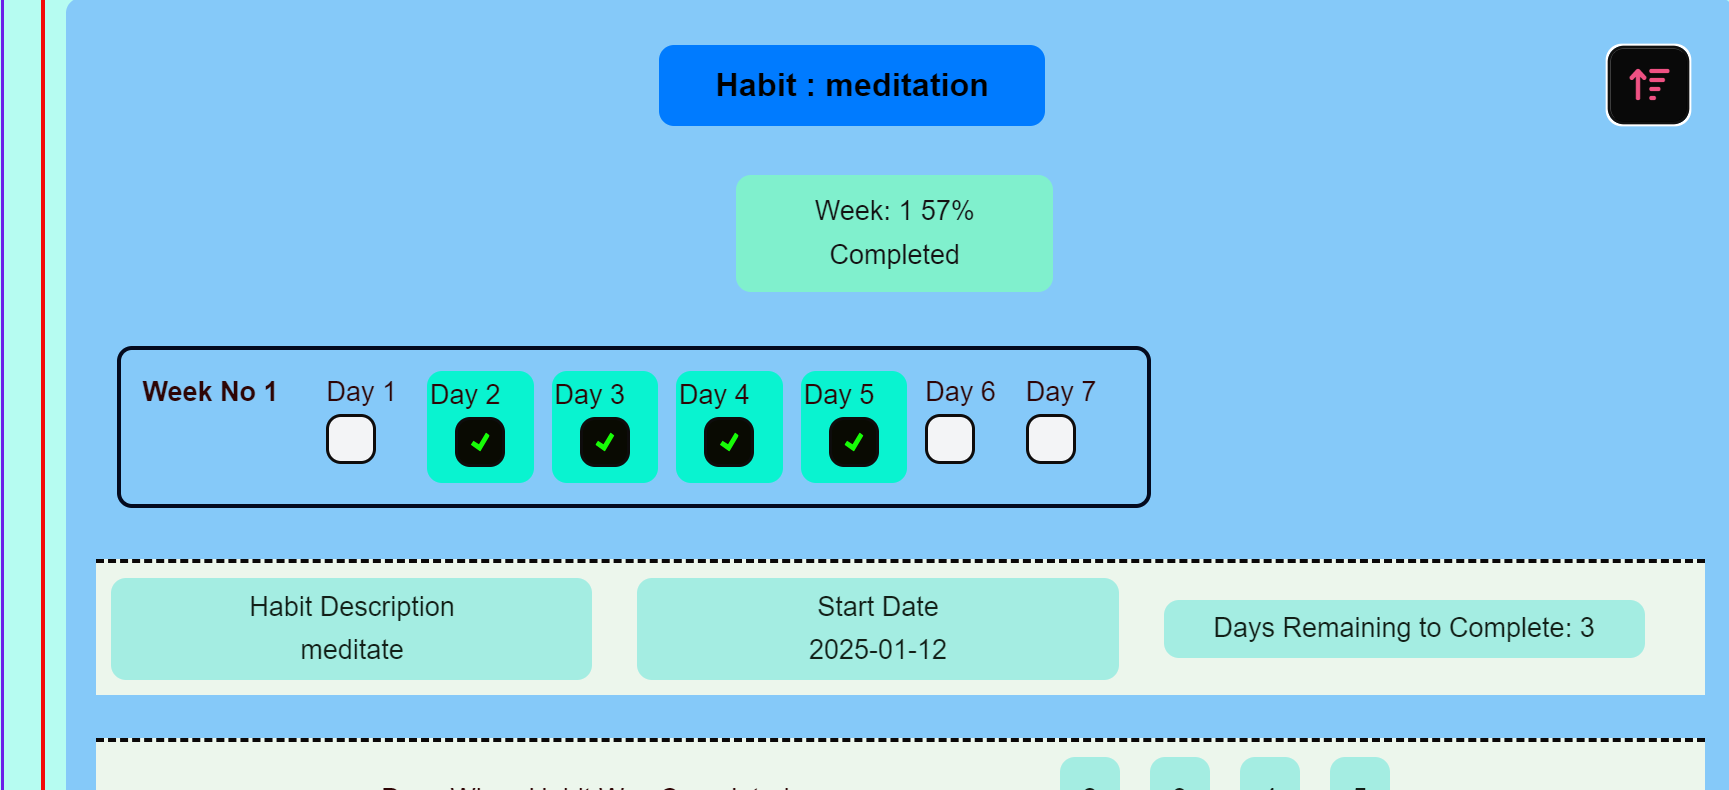 Habit : meditation
Week: 1 57%
Completed
Week No 1 Day 1 Day 2 Day 3 Day 4 Day 5 Day 6 Day 7
Habit Description
meditate
Start Date
2025-01-12
Days Remaining to Complete: 3